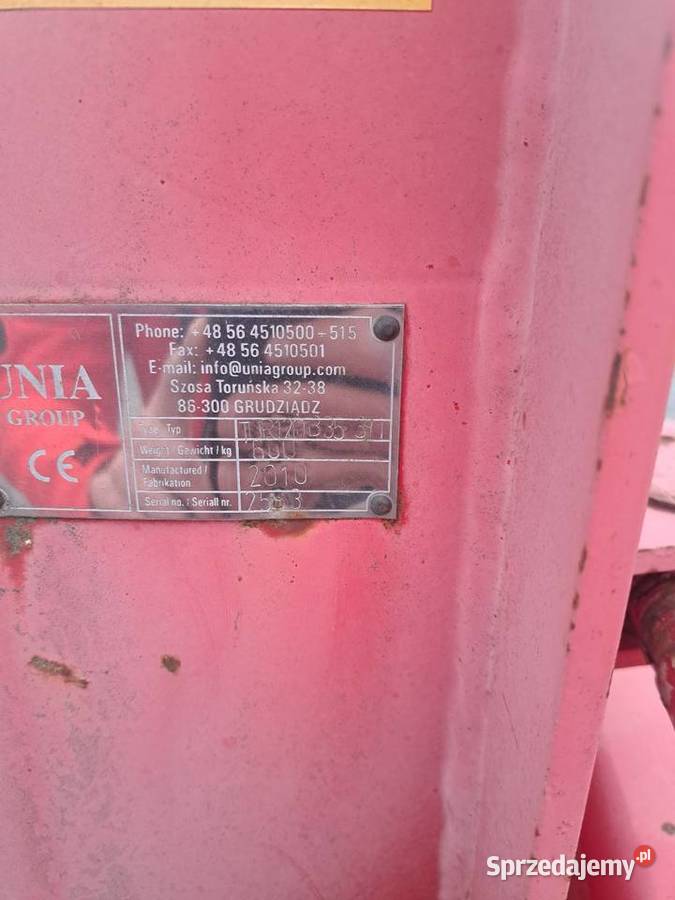 UNIA
GROUP
CE
Phone: +48 56 4510500 - 515
Fax: +48 56 4510501
E-mail: info@uniagroup.com
Szosa Toruńska 32-38
86-300 GRUDZIĄDZ
Type / Typ
Weight / Gewicht / kg 600
Manufactured / 2010
Fabrikation
Serial no. / Seriall nr.
Sprzedajemy.pl